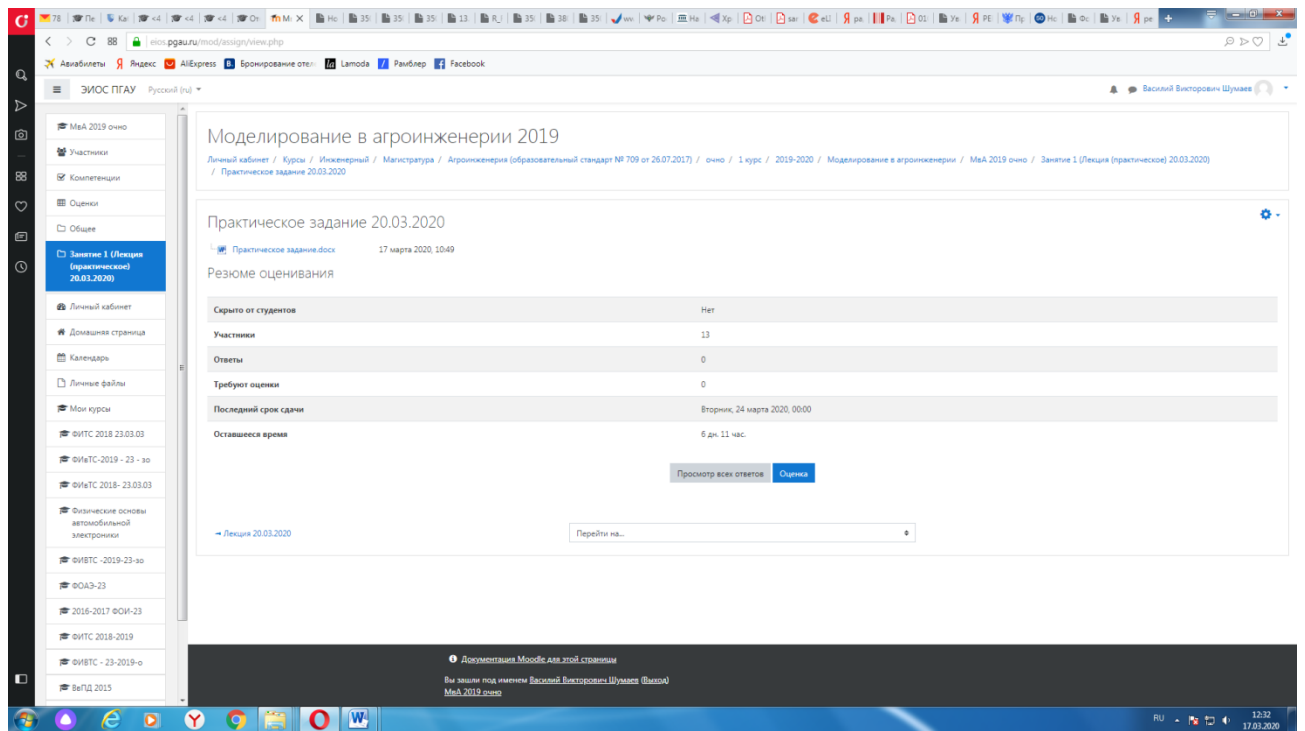 eios.pgau.ru/mod/assign/view.php
Авиабилеты Яндекс AliExpress Бронирование отел Lamoda Рамблер Facebook
ЭИОС ПГАУ Русский (ru)
Василий Викторович Шумаев
МвА 2019 очно
Участники
Компетенции
Оценки
Общее
Занятие 1 (Лекция
(практическое)
20.03.2020)
Личный кабинет
Домашняя страница
Календарь
Личные файлы
Мои курсы
ФИТС 2018 23.03.03
ФИвТС-2019 - 23 - зо
ФИвТС 2018- 23.03.03
Физические основы
автомобильной
электроники
ФИВТС -2019-23-зо
ФОАЭ-23
2016-2017 ФОИ-23
ФИТС 2018-2019
ФИВТС - 23-2019-о
ВеПД 2015
Моделирование в агроинженерии 2019
Личный кабинет / Курсы / Инженерный / Магистратура / Агроинженерия (образовательный стандарт № 709 от 26.07.2017) / очно / 1 курс / 2019-2020 / Моделирование в агроинженерии / МвА 2019 очно / Занятие 1 (Лекция (практическое) 20.03.2020)
/ Практическое задание 20.03.2020
Практическое задание 20.03.2020
Практическое задание.docx 17 марта 2020, 10:49
Резюме оценивания
Скрыто от студентов Нет
Участники 13
Ответы 0
Требуют оценки 0
Последний срок сдачи Вторник, 24 марта 2020, 00:00
Оставшееся время 6 дн. 11 час.
Просмотр всех ответов Оценка
→ Лекция 20.03.2020 Перейти на...
Документация Moodle для этой страницы
Вы зашли под именем Василий Викторович Шумаев (Выход)
МвА 2019 очно
RU 12:32
17.03.2020